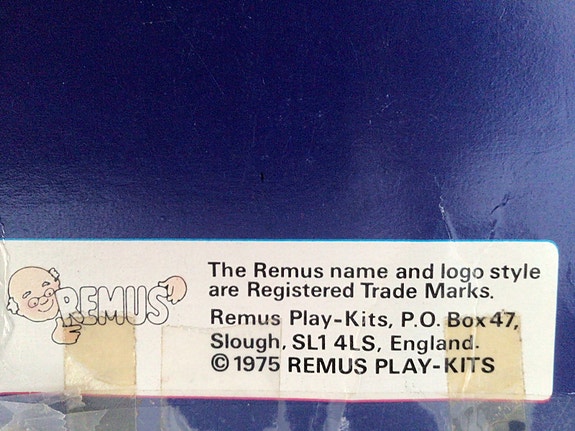 REMUS
The Remus name and logo style
are Registered Trade Marks.
Remus Play-Kits, P.O. Box 47,
Slough, SL1 4LS, England.
© 1975 REMUS PLAY-KITS